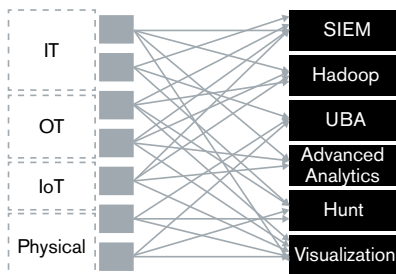 IT
OT
IoT
Physical
SIEM
Hadoop
UBA
Advanced
Analytics
Hunt
Visualization